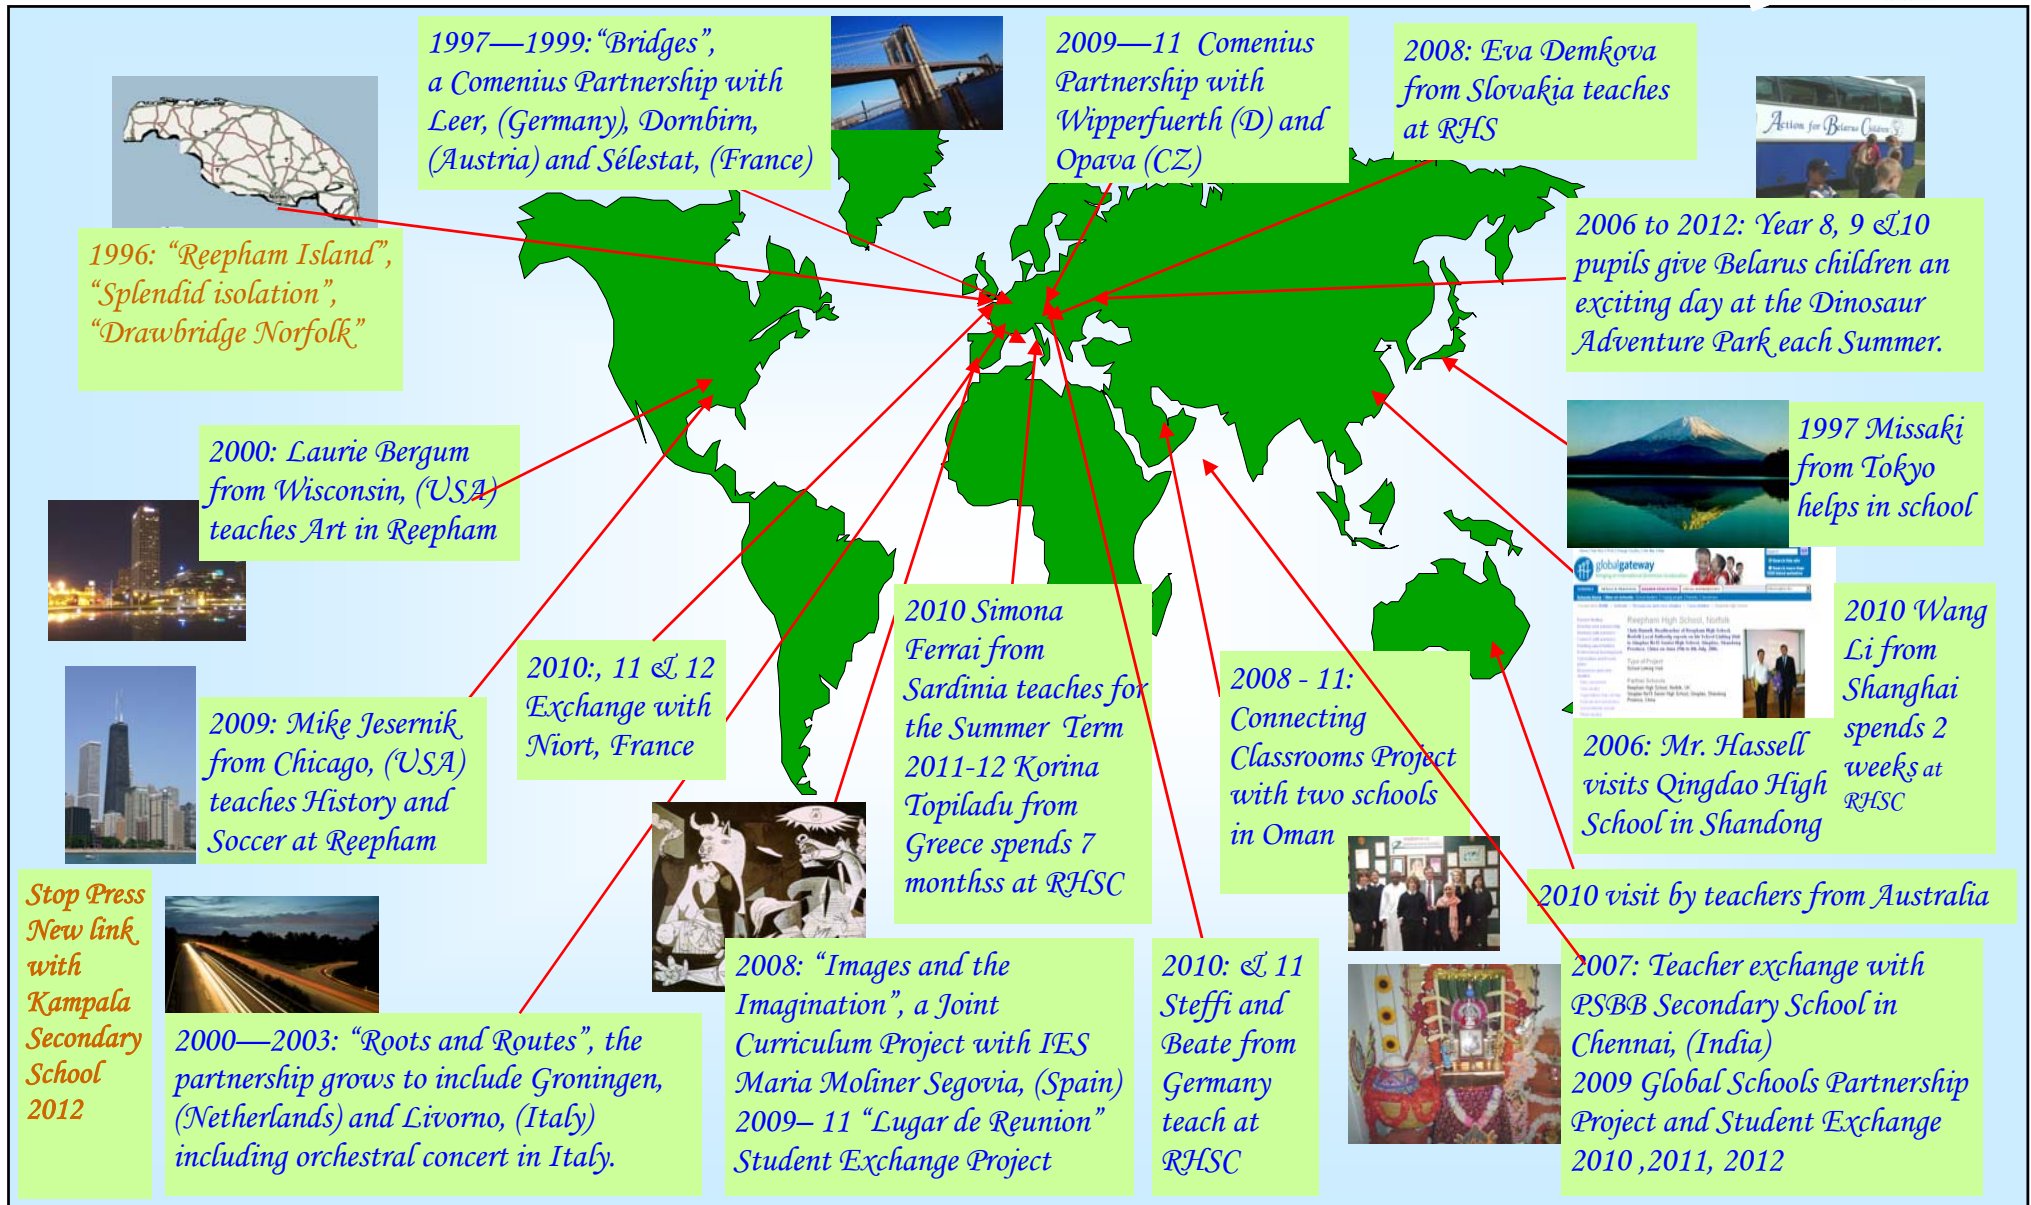 1997—1999:“Bridges”,
a Comenius Partnership with
Leer, (Germany), Dornbirn,
(Austria) and Sélestat, (France)
2009—11 Comenius
Partnership with
Wipperfuerth (D) and
Opava (CZ)
2008: Eva Demkova
from Slovakia teaches
at RHS
Action for Belarus Children
1996: “Reepham Island”,
“Splendid isolation”,
“Drawbridge Norfolk”
2006 to 2012: Year 8, 9 &10
pupils give Belarus children an
exciting day at the Dinosaur
Adventure Park each Summer.
2000: Laurie Bergum
from Wisconsin, (USA)
teaches Art in Reepham
1997 Missaki
from Tokyo
helps in school
globalgateway
Reepham High School, Norfolk
2010 Wang
Li from
Shanghai
spends 2
weeks at
RHSC
2009: Mike Jesernik
from Chicago, (USA)
teaches History and
Soccer at Reepham
2010:, 11 & 12
Exchange with
Niort, France
2010 Simona
Ferrai from
Sardinia teaches for
the Summer Term
2011-12 Korina
Topiladu from
Greece spends 7
monthss at RHSC
2008 - 11:
Connecting
Classrooms Project
with two schools
in Oman
2006: Mr. Hassell
visits Qingdao High
School in Shandong
2010 visit by teachers from Australia
Stop Press
New link
with
Kampala
Secondary
School
2012
2000—2003: “Roots and Routes”, the
partnership grows to include Groningen,
(Netherlands) and Livorno, (Italy)
including orchestral concert in Italy.
2008: “Images and the
Imagination”, a Joint
Curriculum Project with IES
Maria Moliner Segovia, (Spain)
2009– 11 “Lugar de Reunion”
Student Exchange Project
2010: & 11
Steffi and
Beate from
Germany
teach at
RHSC
2007: Teacher exchange with
PSBB Secondary School in
Chennai, (India)
2009 Global Schools Partnership
Project and Student Exchange
2010 ,2011, 2012